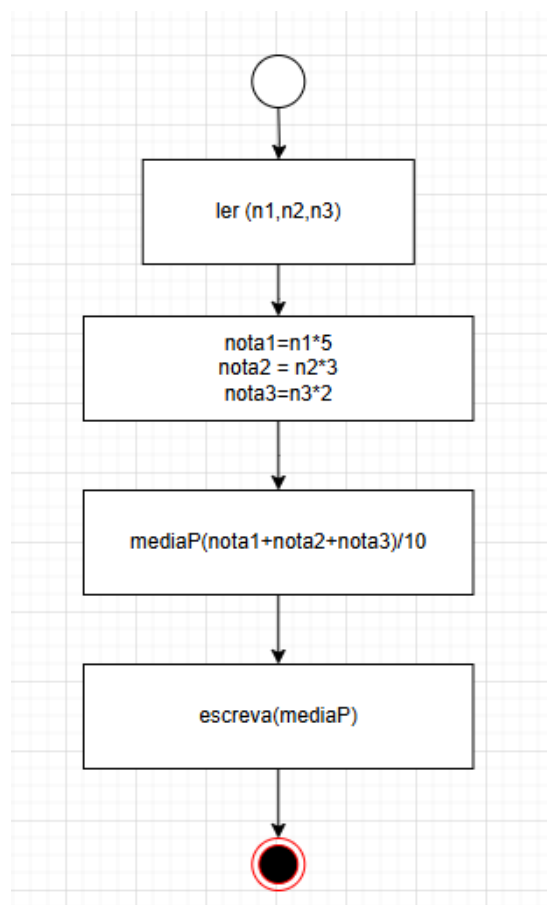 ler (n1,n2,n3)
nota1=n1*5
nota2 = n2*3
nota3=n3*2
mediaP(nota1+nota2+nota3)/10
escreva(mediaP)